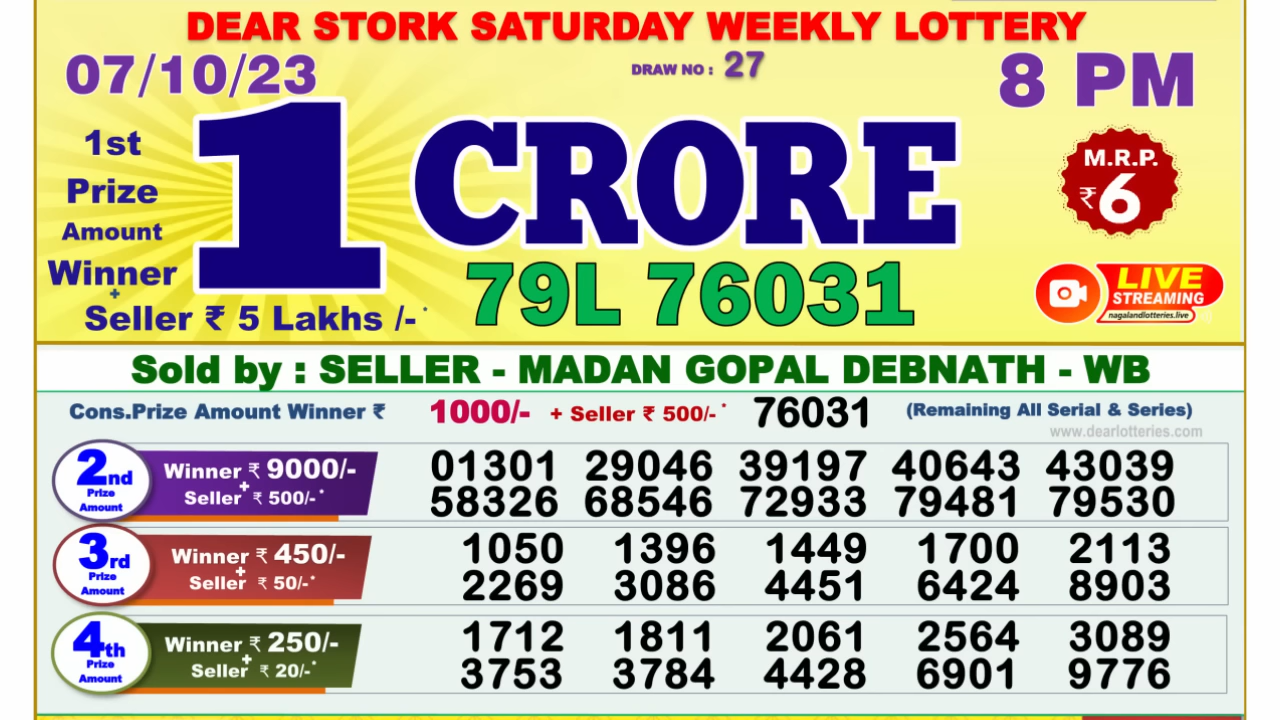 DEAR STORK SATURDAY WEEKLY LOTTERY
07/10/23
DRAW NO : 27
8 PM
1st
Prize
Amount
Winner
+
Seller ₹ 5 Lakhs /-*
1 CRORE
79L 76031
M.R.P.
₹6
LIVE
STREAMING
nagalandlotteries.live
Sold by : SELLER - MADAN GOPAL DEBNATH - WB
Cons.Prize Amount Winner ₹ 1000/- + Seller ₹ 500/-* 76031 (Remaining All Serial & Series)
www.dearlotteries.com
2nd
Prize
Amount
Winner ₹ 9000/-
+
Seller ₹ 500/-*
01301 29046 39197 40643 43039
58326 68546 72933 79481 79530
3rd
Prize
Amount
Winner ₹ 450/-
+
Seller ₹ 50/-*
1050 1396 1449 1700 2113
2269 3086 4451 6424 8903
4th
Prize
Amount
Winner ₹ 250/-
+
Seller ₹ 20/-*
1712 1811 2061 2564 3089
3753 3784 4428 6901 9776